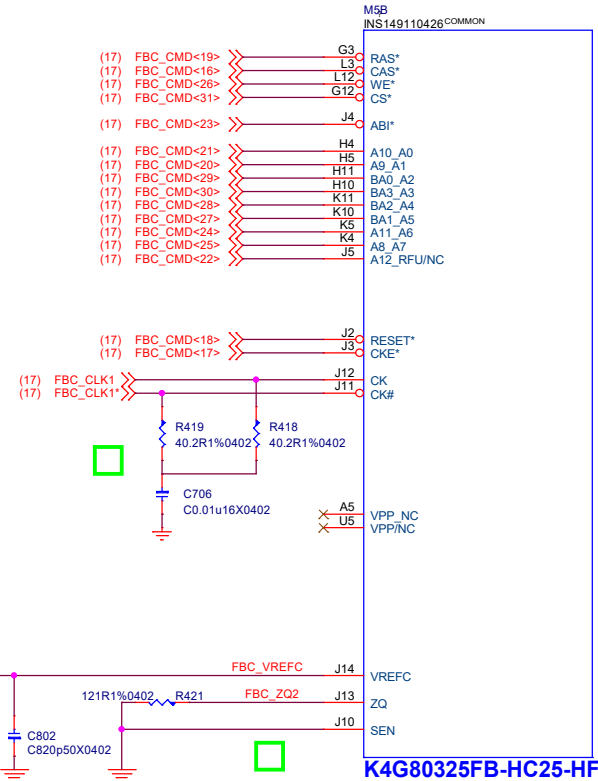 M5B
INS149110426 COMMON
(17) FBC_CMD<19> G3 RAS*
(17) FBC_CMD<16> L3 CAS*
(17) FBC_CMD<26> L12 WE*
(17) FBC_CMD<31> G12 CS*
(17) FBC_CMD<23> J4 ABI*
(17) FBC_CMD<21> H4 A10_A0
(17) FBC_CMD<20> H5 A9_A1
(17) FBC_CMD<29> H11 BA0_A2
(17) FBC_CMD<30> H10 BA3_A3
(17) FBC_CMD<28> K11 BA2_A4
(17) FBC_CMD<27> K10 BA1_A5
(17) FBC_CMD<24> K5 A11_A6
(17) FBC_CMD<25> K4 A8_A7
(17) FBC_CMD<22> J5 A12_RFU/NC
(17) FBC_CMD<18> J2 RESET*
(17) FBC_CMD<17> J3 CKE*
(17) FBC_CLK1 J12 CK
(17) FBC_CLK1* J11 CK#
R419 R418
40.2R1%0402 40.2R1%0402
C706
C0.01u16X0402
A5 VPP_NC
U5 VPP/NC
FBC_VREFC J14 VREFC
121R1%0402 R421 FBC_ZQ2 J13 ZQ
J10 SEN
C802
C820p50X0402
K4G80325FB-HC25-HF